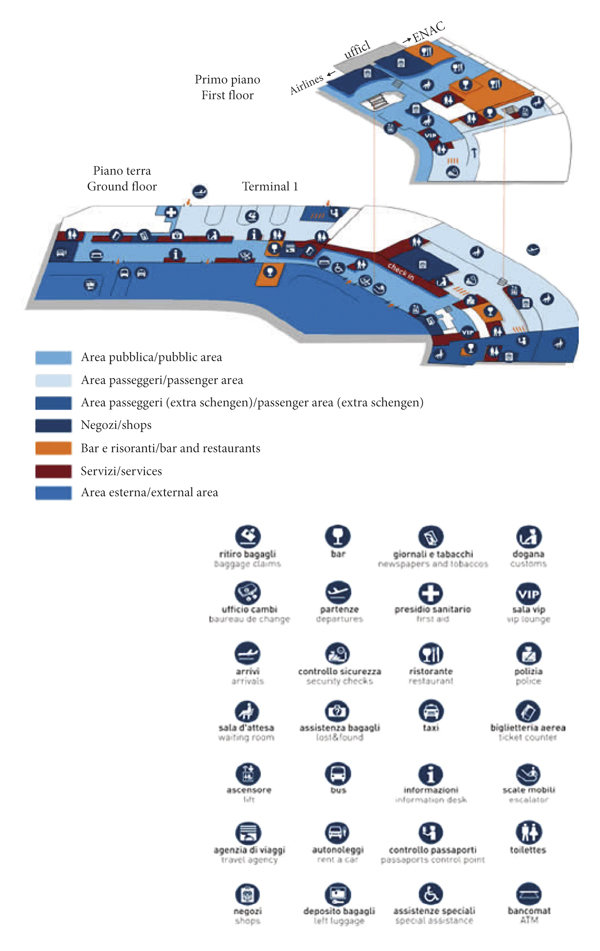 Airlines
ufficI
ENAC
Primo piano
First floor
VIP
Piano terra
Ground floor
Terminal 1
check in
VIP
Area pubblica/pubblic area
Area passeggeri/passenger area
Area passeggeri (extra schengen)/passenger area (extra schengen)
Negozi/shops
Bar e risoranti/bar and restaurants
Servizi/services
Area esterna/external area
ritiro bagagli
baggage claims
bar
giornali e tabacchi
newspapers and tobaccos
dogana
customs
ufficio cambi
baureau de change
partenze
departures
presidio sanitario
first aid
VIP
sala vip
vip lounge
arrivi
arrivals
controllo sicurezza
security checks
ristorante
restaurant
polizia
police
sala d'attesa
waiting room
assistenza bagagli
lost&found
taxi
biglietteria aerea
ticket counter
ascensore
lift
bus
informazioni
information desk
scale mobili
escalator
agenzia di viaggi
travel agency
autonoleggi
rent a car
controllo passaporti
passaports control point
toilettes
negozi
shops
deposito bagagli
left luggage
assistenze speciali
special assistance
bancomat
ATM